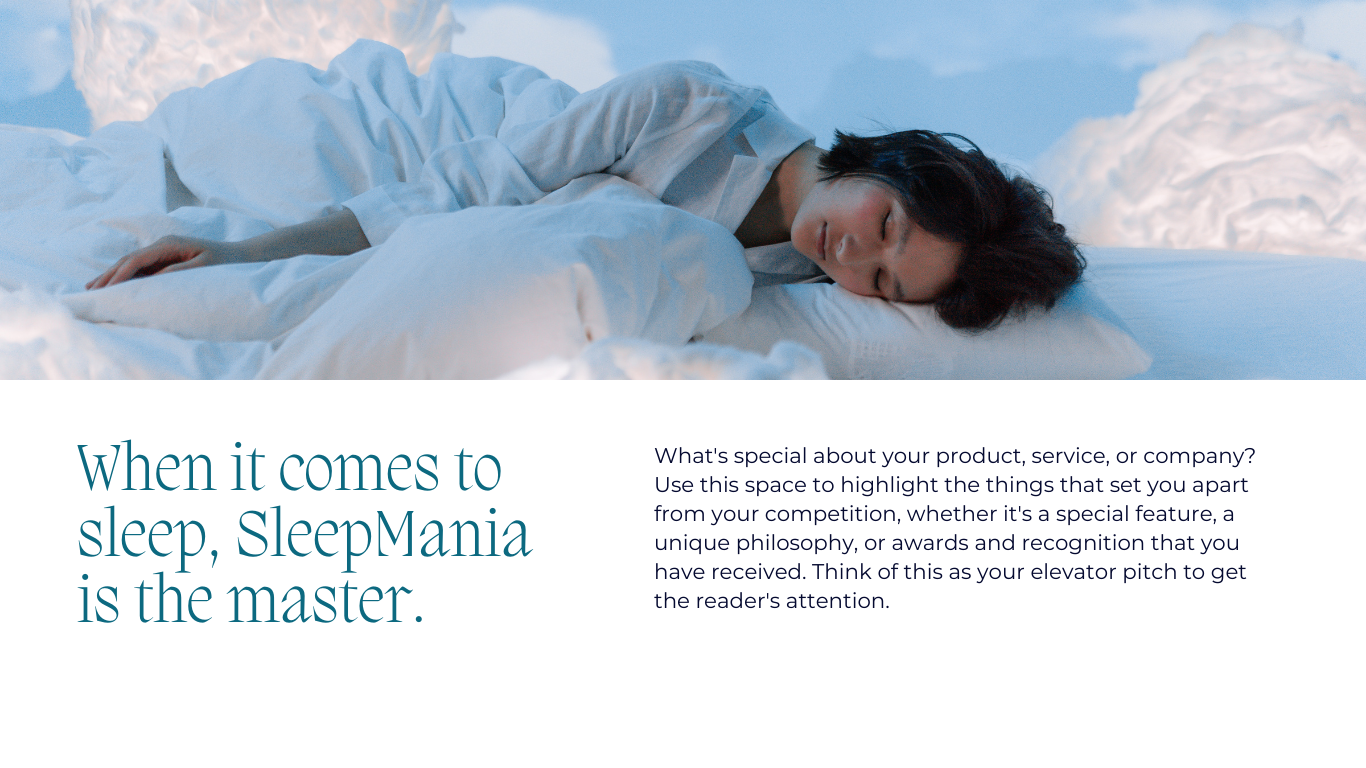 When it comes to
sleep, SleepMania
is the master.
What's special about your product, service, or company?
Use this space to highlight the things that set you apart
from your competition, whether it's a special feature, a
unique philosophy, or awards and recognition that you
have received. Think of this as your elevator pitch to get
the reader's attention.